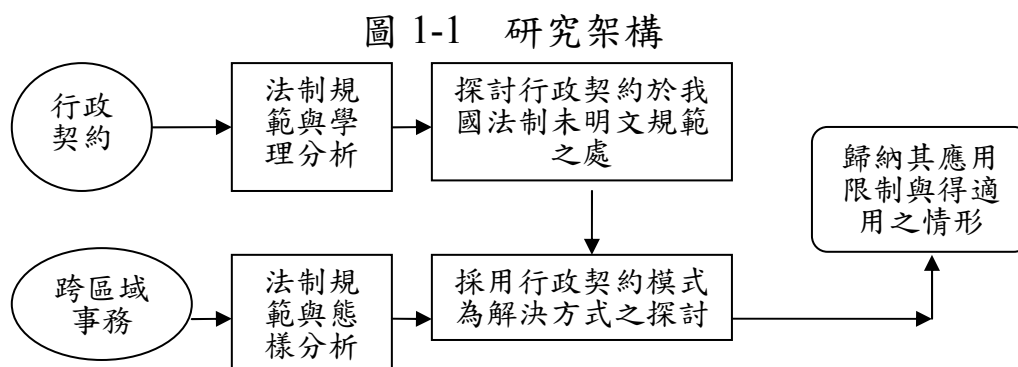 圖 1-1 研究架構
行政
契約
法制規
範與學
理分析
探討行政契約於我
國法制未明文規範
之處
歸納其應用
限制與得適
用之情形
跨區域
事務
法制規
範與態
樣分析
採用行政契約模式
為解決方式之探討